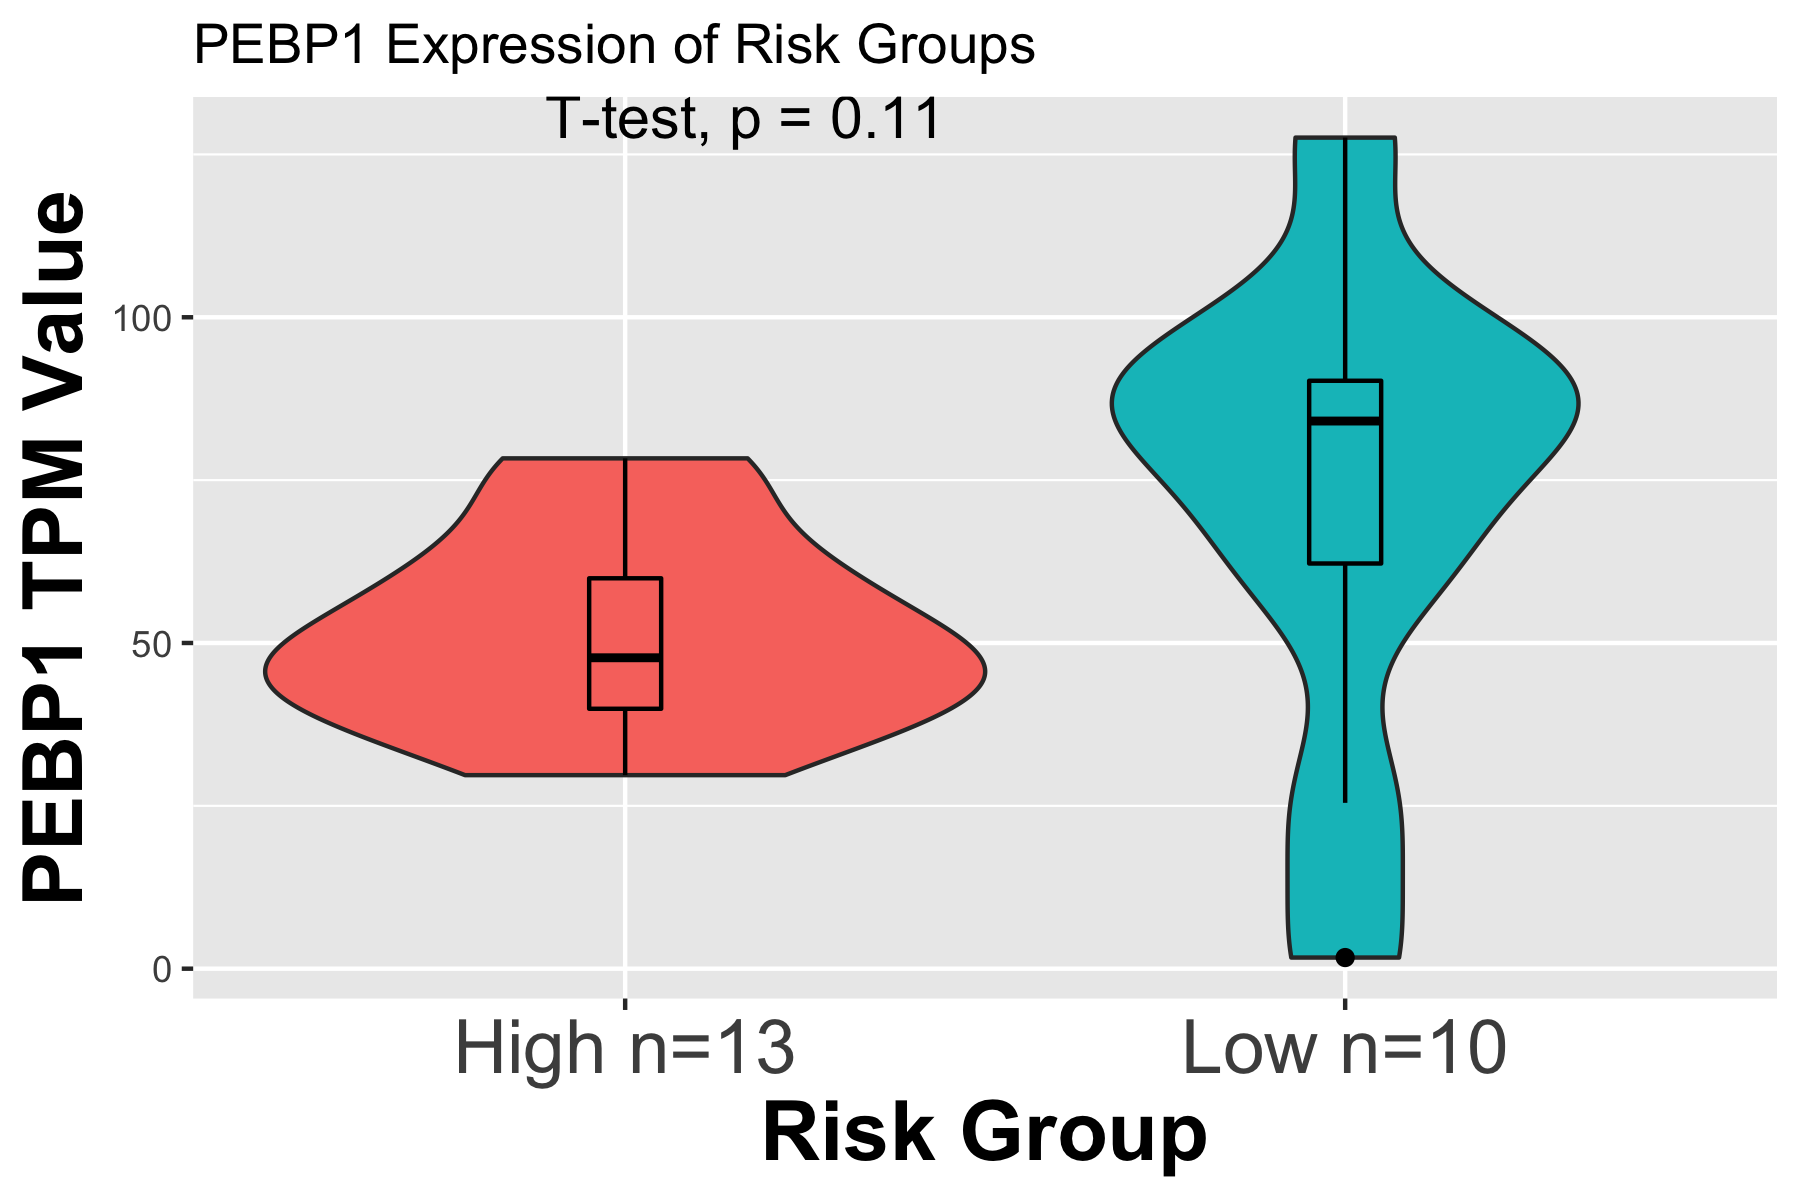 PEBP1 Expression of Risk Groups
T-test, p = 0.11
PEBP1 TPM Value
100
50
0
High n=13
Low n=10
Risk Group